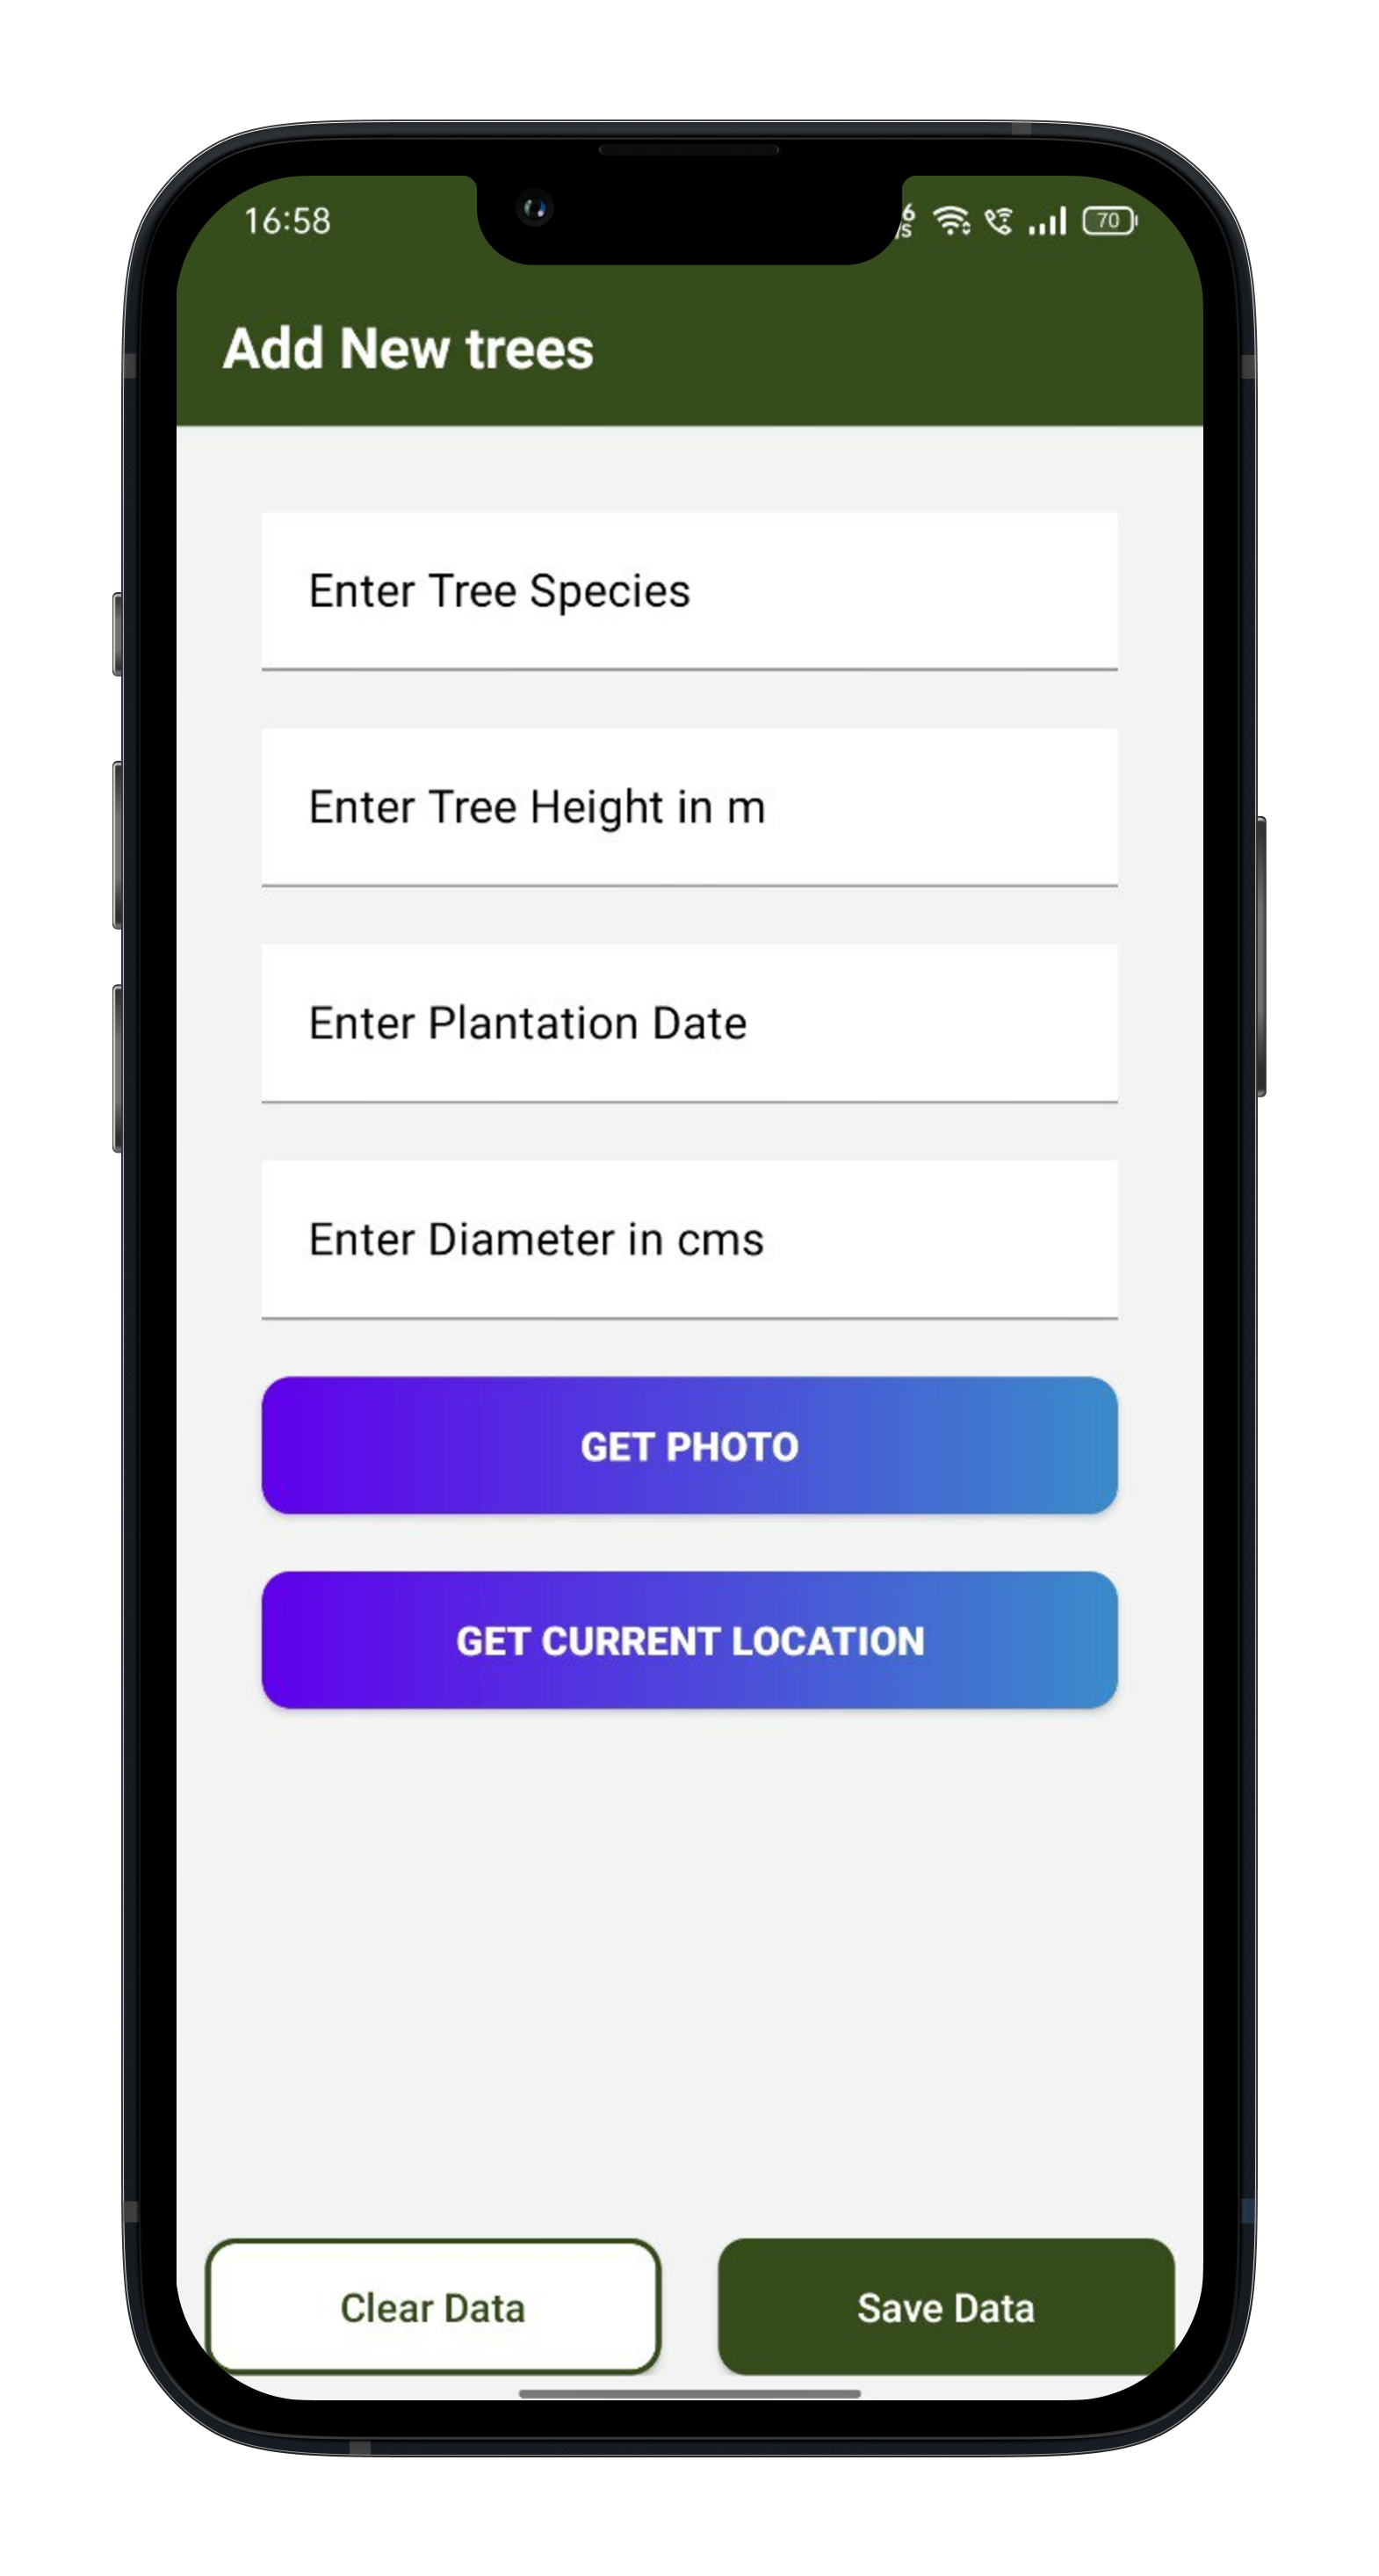 16:58
70
Add New trees
Enter Tree Species
Enter Tree Height in m
Enter Plantation Date
Enter Diameter in cms
GET PHOTO
GET CURRENT LOCATION
Clear Data
Save Data